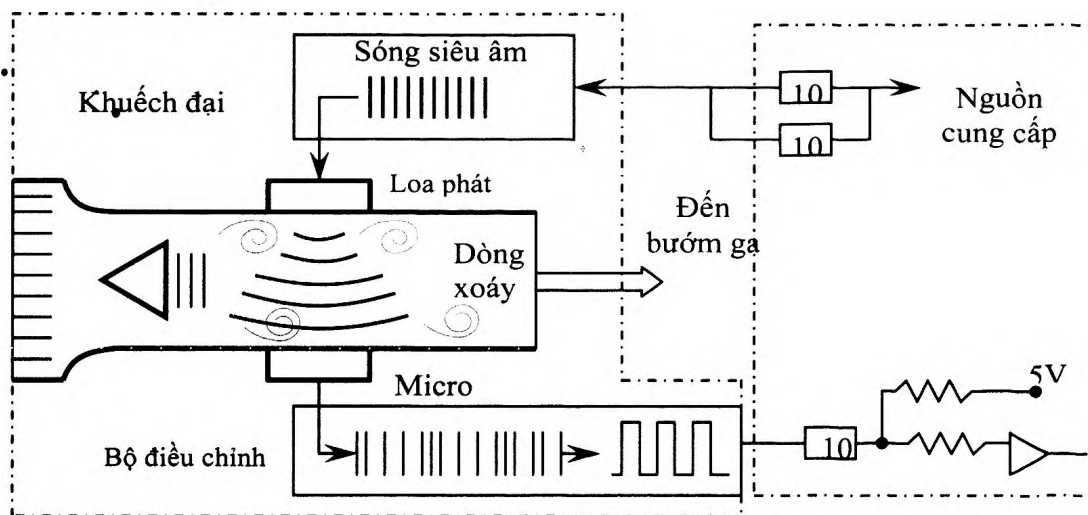 Sóng siêu âm
Khuếch đại
10
10
Nguồn
cung cấp
Loa phát
Đến
bướm ga
Dòng
xoáy
Micro
5V
Bộ điều chỉnh
10